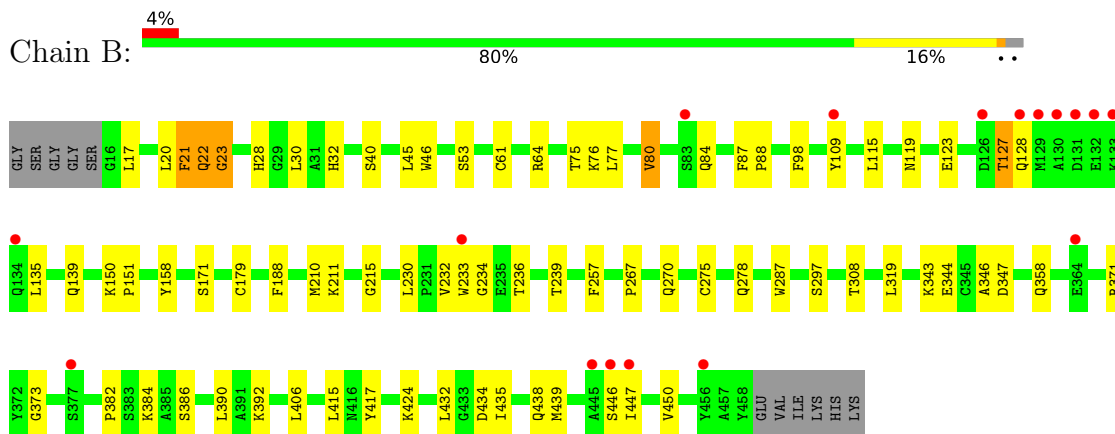 4%
Chain B:
80%
16%
• •
GLY SER GLY GLY SER G16 L17 L20 F21 Q22 G23 H28 G29 L30 A31 H32 S40 L45 W46 S53 C61 R64 T75 K76 L77 V80 S83 Q84 F87 P88 F98 Y109 L115 N119 E123 D126 T127 Q128 M129 A130 D131 E132 K133
Q134 L135 Q139 K150 P151 Y158 S171 C179 F188 M210 K211 G215 L230 P231 V232 W233 G234 E235 T236 T239 F257 P267 Q270 C275 Q278 W287 S297 T308 L319 K343 E344 C345 A346 D347 Q358 E364
Y372 G373 S377 P382 S383 K384 A385 S386 L390 A391 K392 L406 L415 N416 Y417 K424 L432 G433 D434 I435 Q438 M439 A445 S446 I447 V450 Y456 A457 Y458 GLU VAL ILE LYS HIS LYS